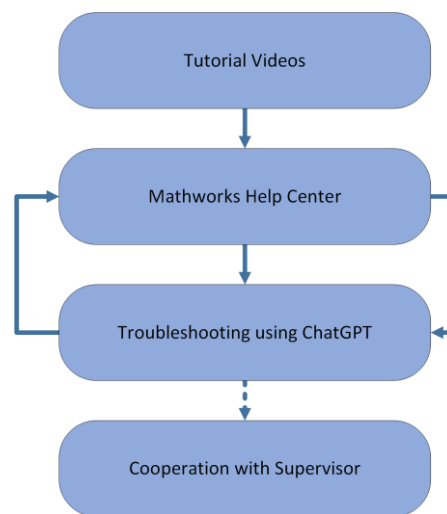 Tutorial Videos
Mathworks Help Center
Troubleshooting using ChatGPT
Cooperation with Supervisor